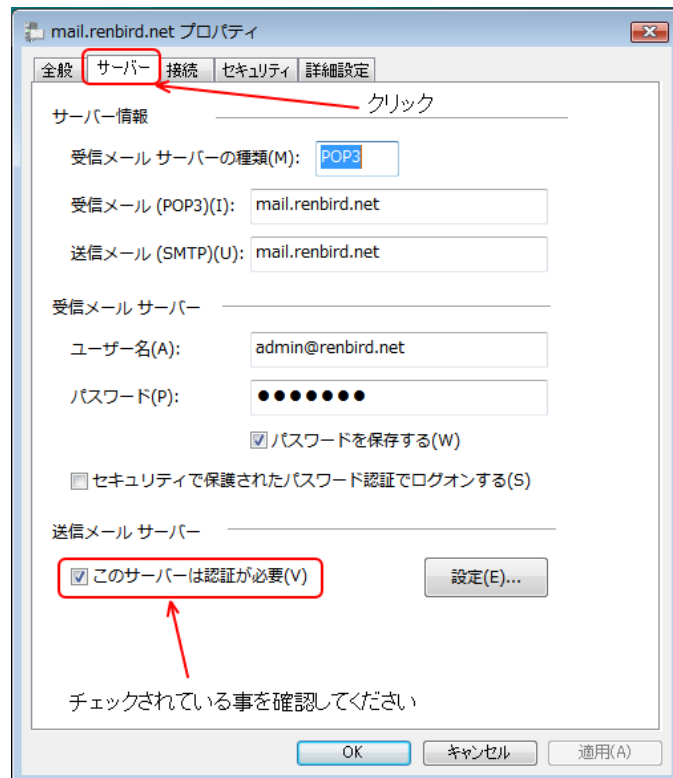 mail.renbird.net プロパティ
全般 サーバー 接続 セキュリティ 詳細設定
クリック
サーバー情報
受信メール サーバーの種類(M): POP3
受信メール (POP3)(I): mail.renbird.net
送信メール (SMTP)(U): mail.renbird.net
受信メール サーバー
ユーザー名(A): admin@renbird.net
パスワード(P): ●●●●●●●
パスワードを保存する(W)
セキュリティで保護されたパスワード認証でログオンする(S)
送信メール サーバー
このサーバーは認証が必要(V) 設定(E)...
チェックされている事を確認してください
OK キャンセル 適用(A)